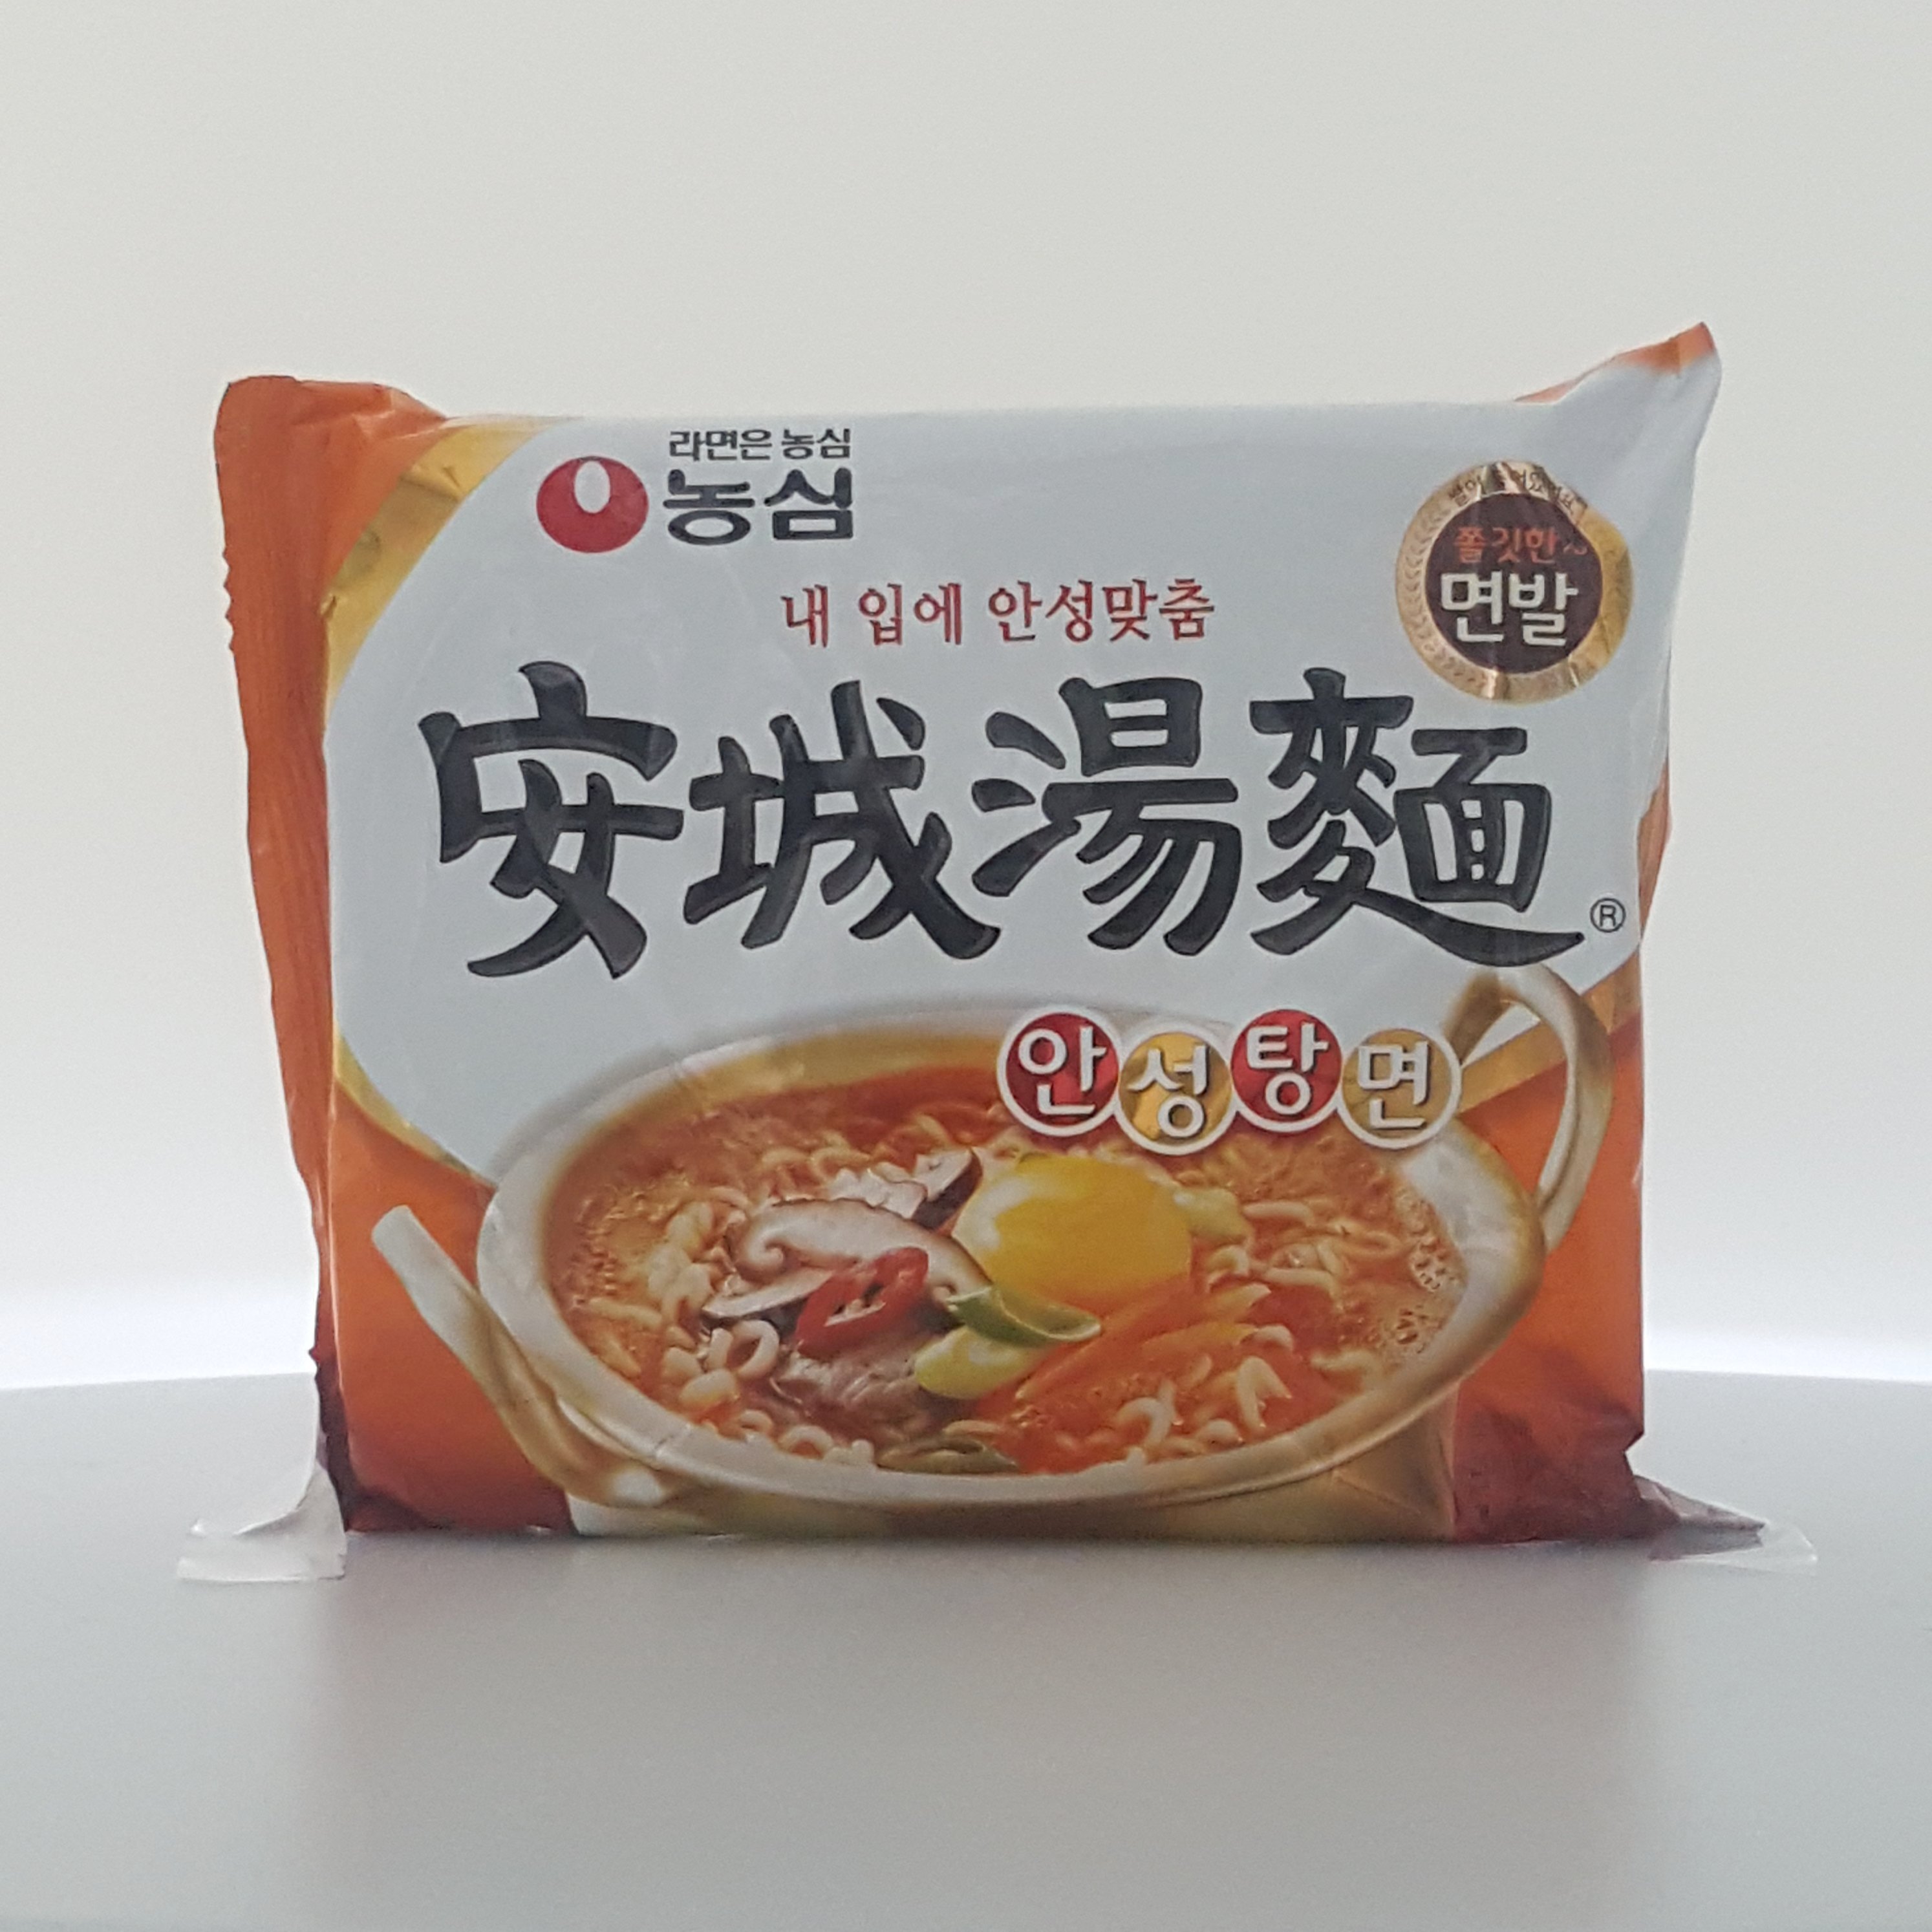 라면은 농심
농심
쫄깃한
면발
내 입에 안성맞춤
安城湯麵
®
안성탕면